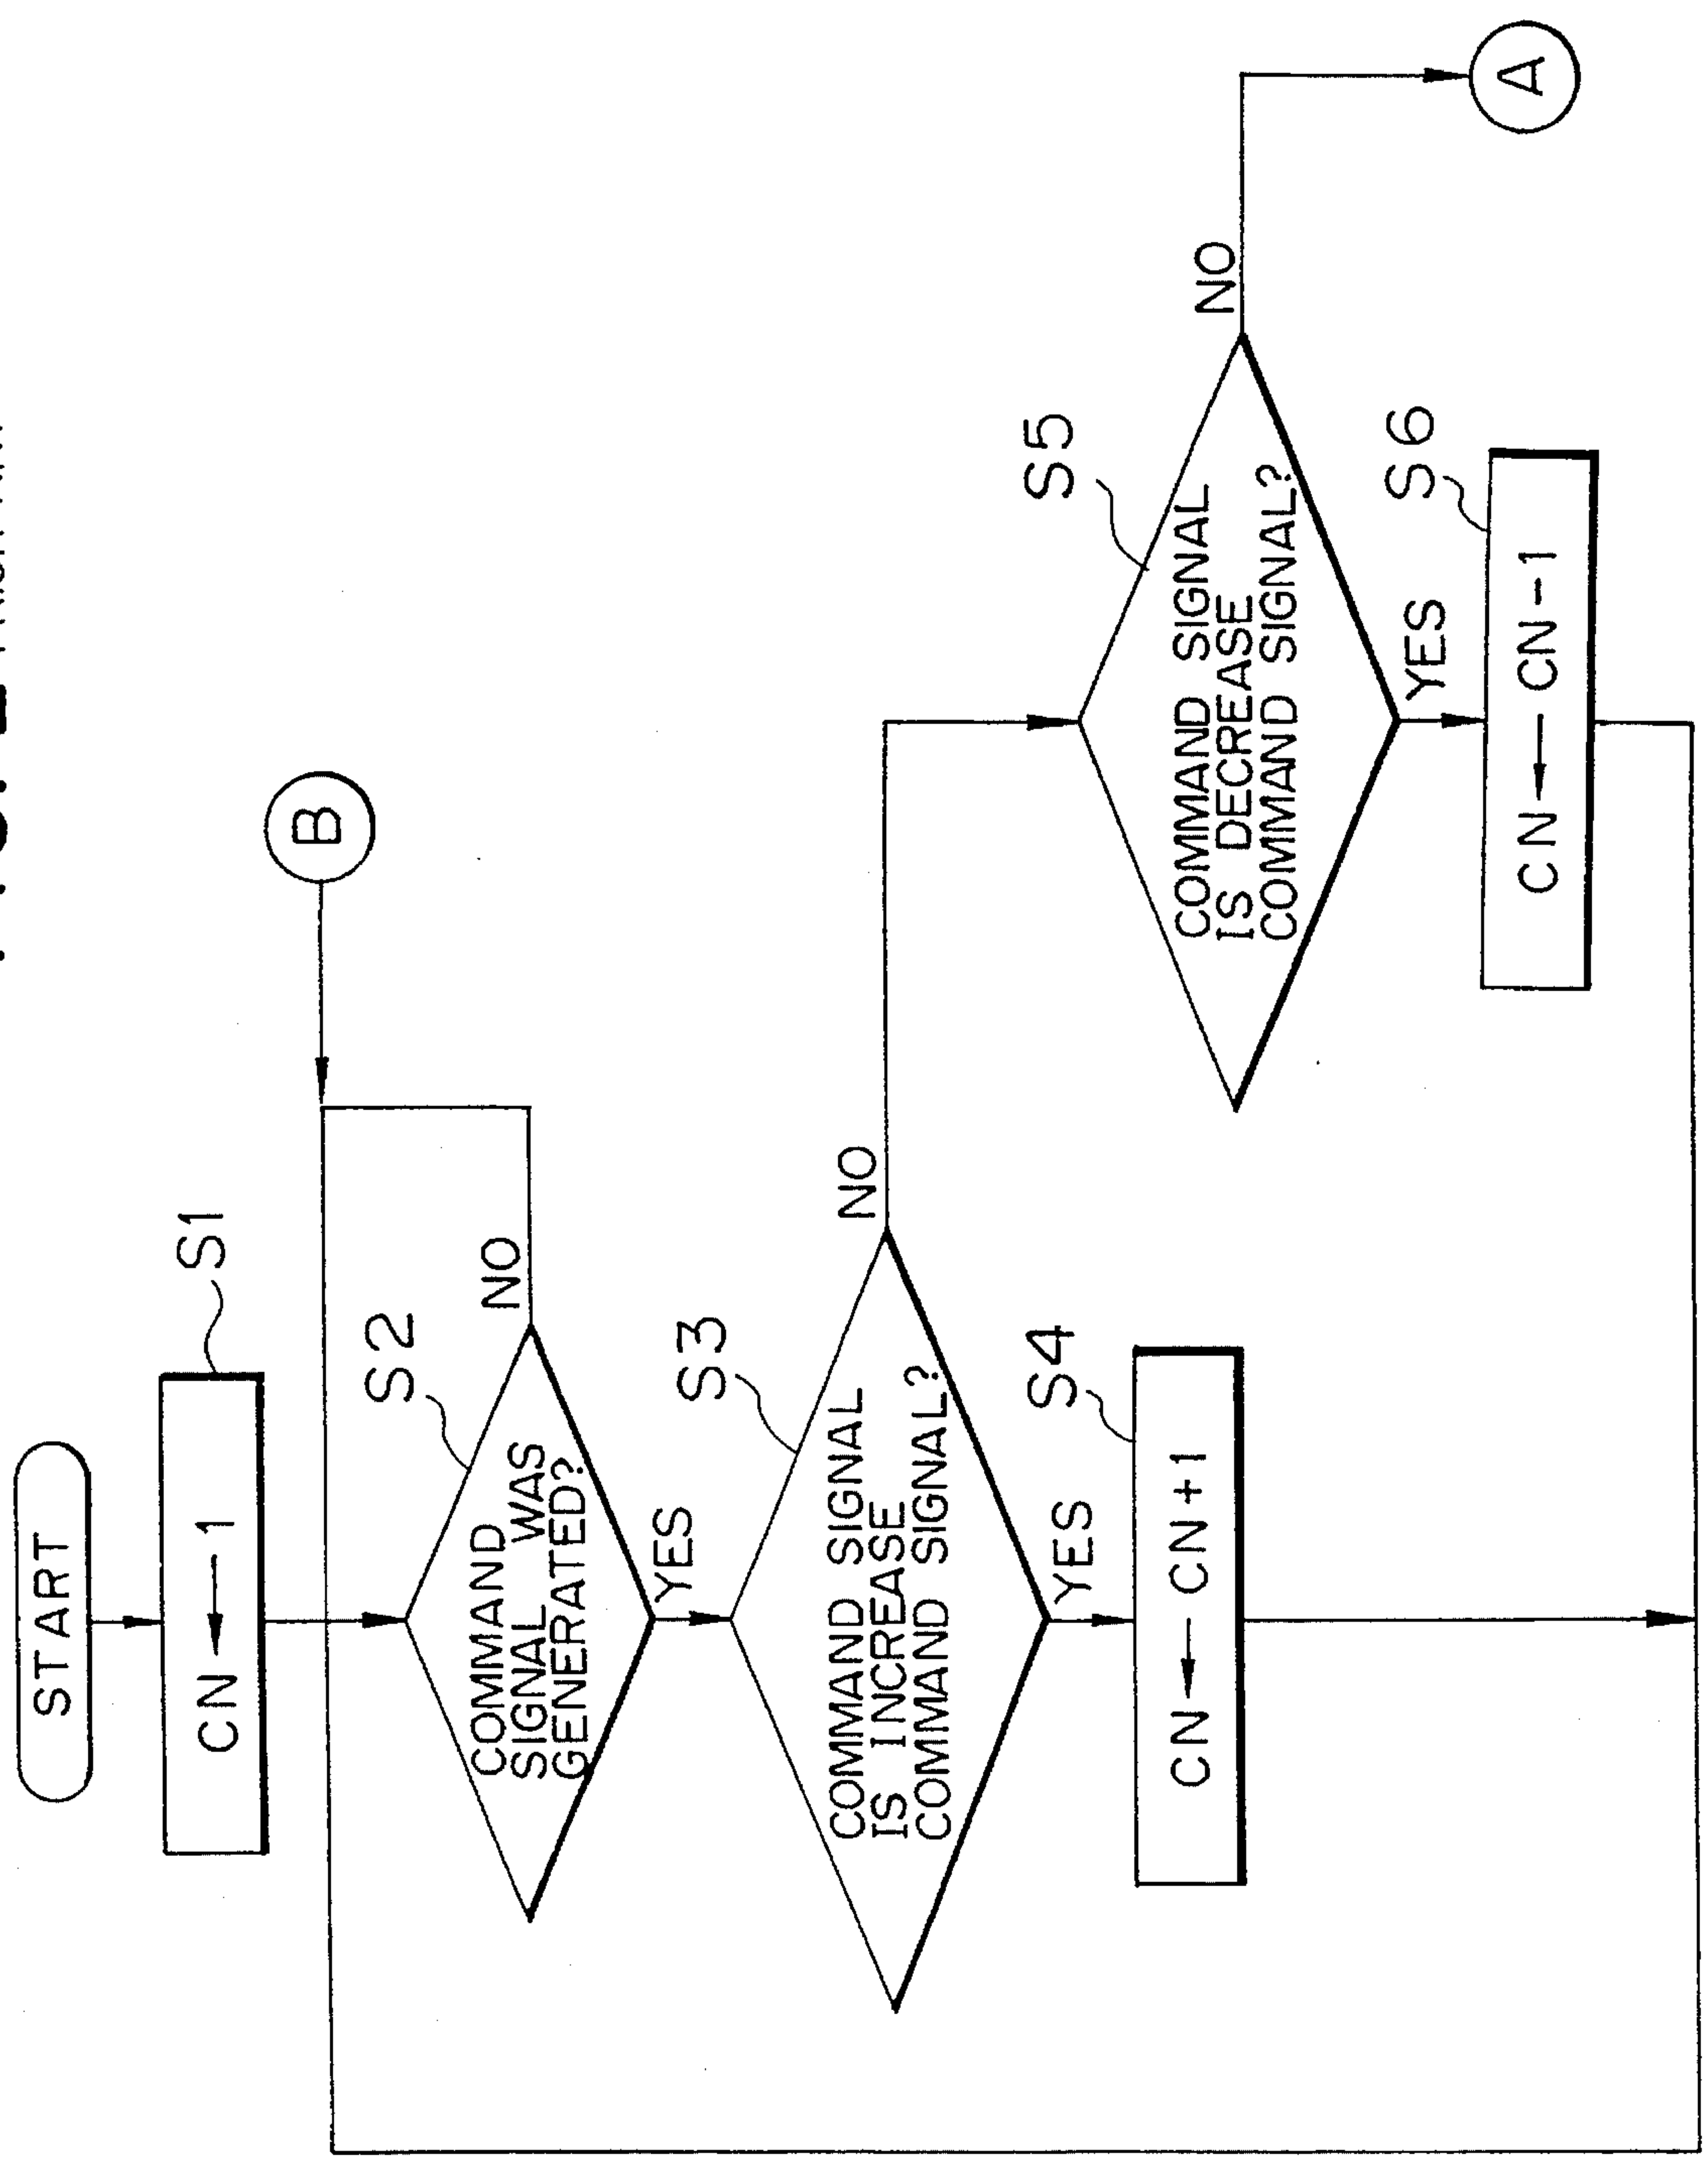 START
CN ← 1
S1
B
S2
COMMAND
SIGNAL WAS
GENERATED?
NO
YES
S3
COMMAND SIGNAL
IS INCREASE
COMMAND SIGNAL?
NO
YES
S4
CN ← CN+1
S5
COMMAND SIGNAL
IS DECREASE
COMMAND SIGNAL?
NO
YES
S6
CN ← CN-1
A